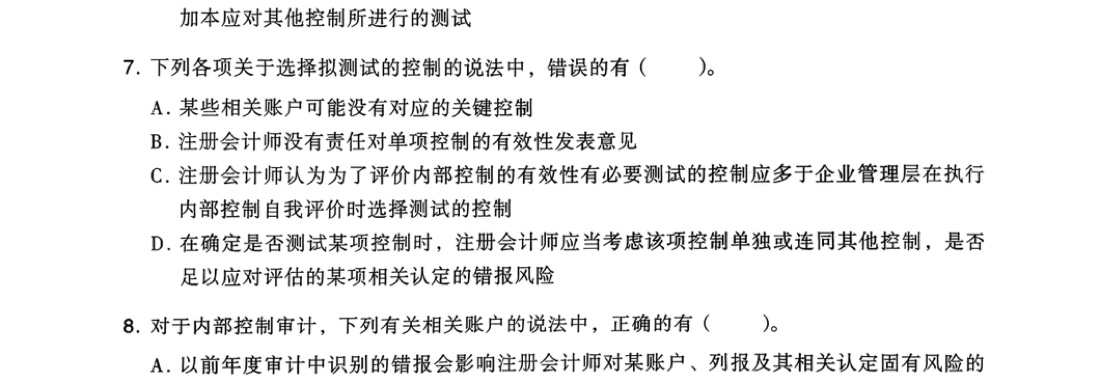 加本应对其他控制所进行的测试
7. 下列各项关于选择拟测试的控制的说法中，错误的有（　　）。
A. 某些相关账户可能没有对应的关键控制
B. 注册会计师没有责任对单项控制的有效性发表意见
C. 注册会计师认为为了评价内部控制的有效性有必要测试的控制应多于企业管理层在执行
内部控制自我评价时选择测试的控制
D. 在确定是否测试某项控制时，注册会计师应当考虑该项控制单独或连同其他控制，是否
足以应对评估的某项相关认定的错报风险
8. 对于内部控制审计，下列有关相关账户的说法中，正确的有（　　）。
A. 以前年度审计中识别的错报会影响注册会计师对某账户、列报及其相关认定固有风险的